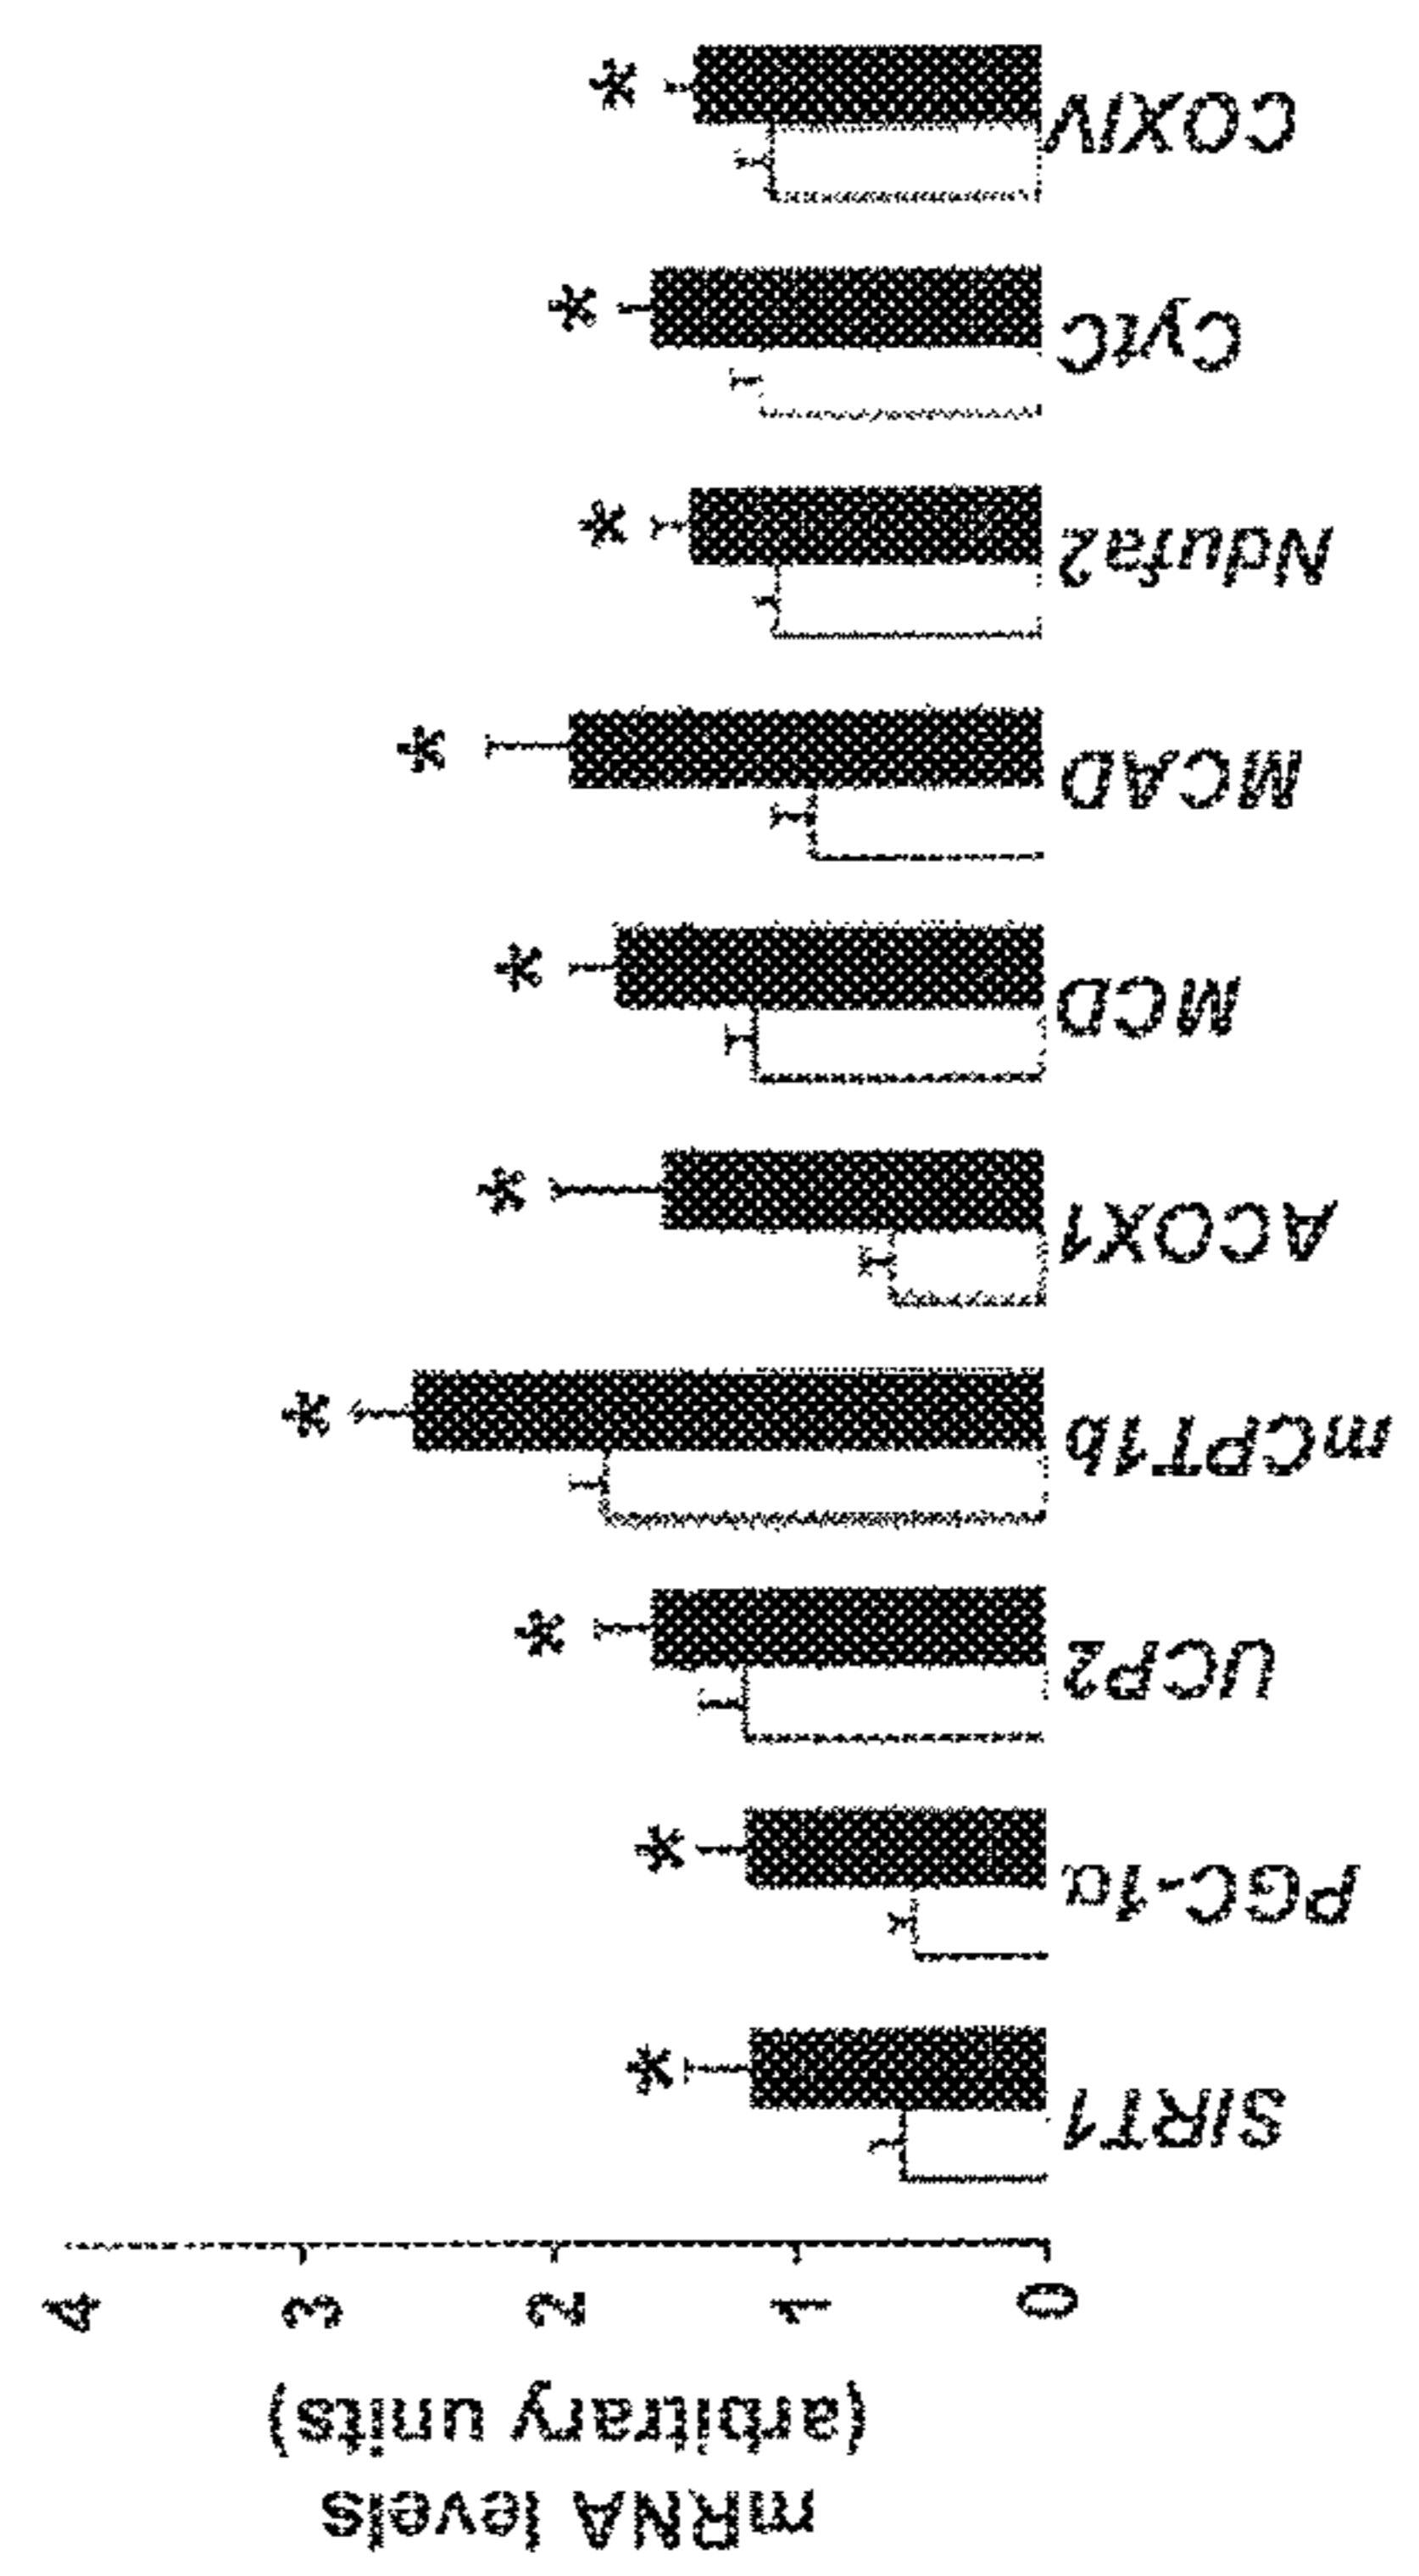 mRNA levels
(arbitrary units)
4
3
2
1
0
SIRT1
PGC-1α
UCP2
mCPT1b
ACOX1
MCD
MCAD
Ndufa2
CytC
COXIV
*
*
*
*
*
*
*
*
*
*